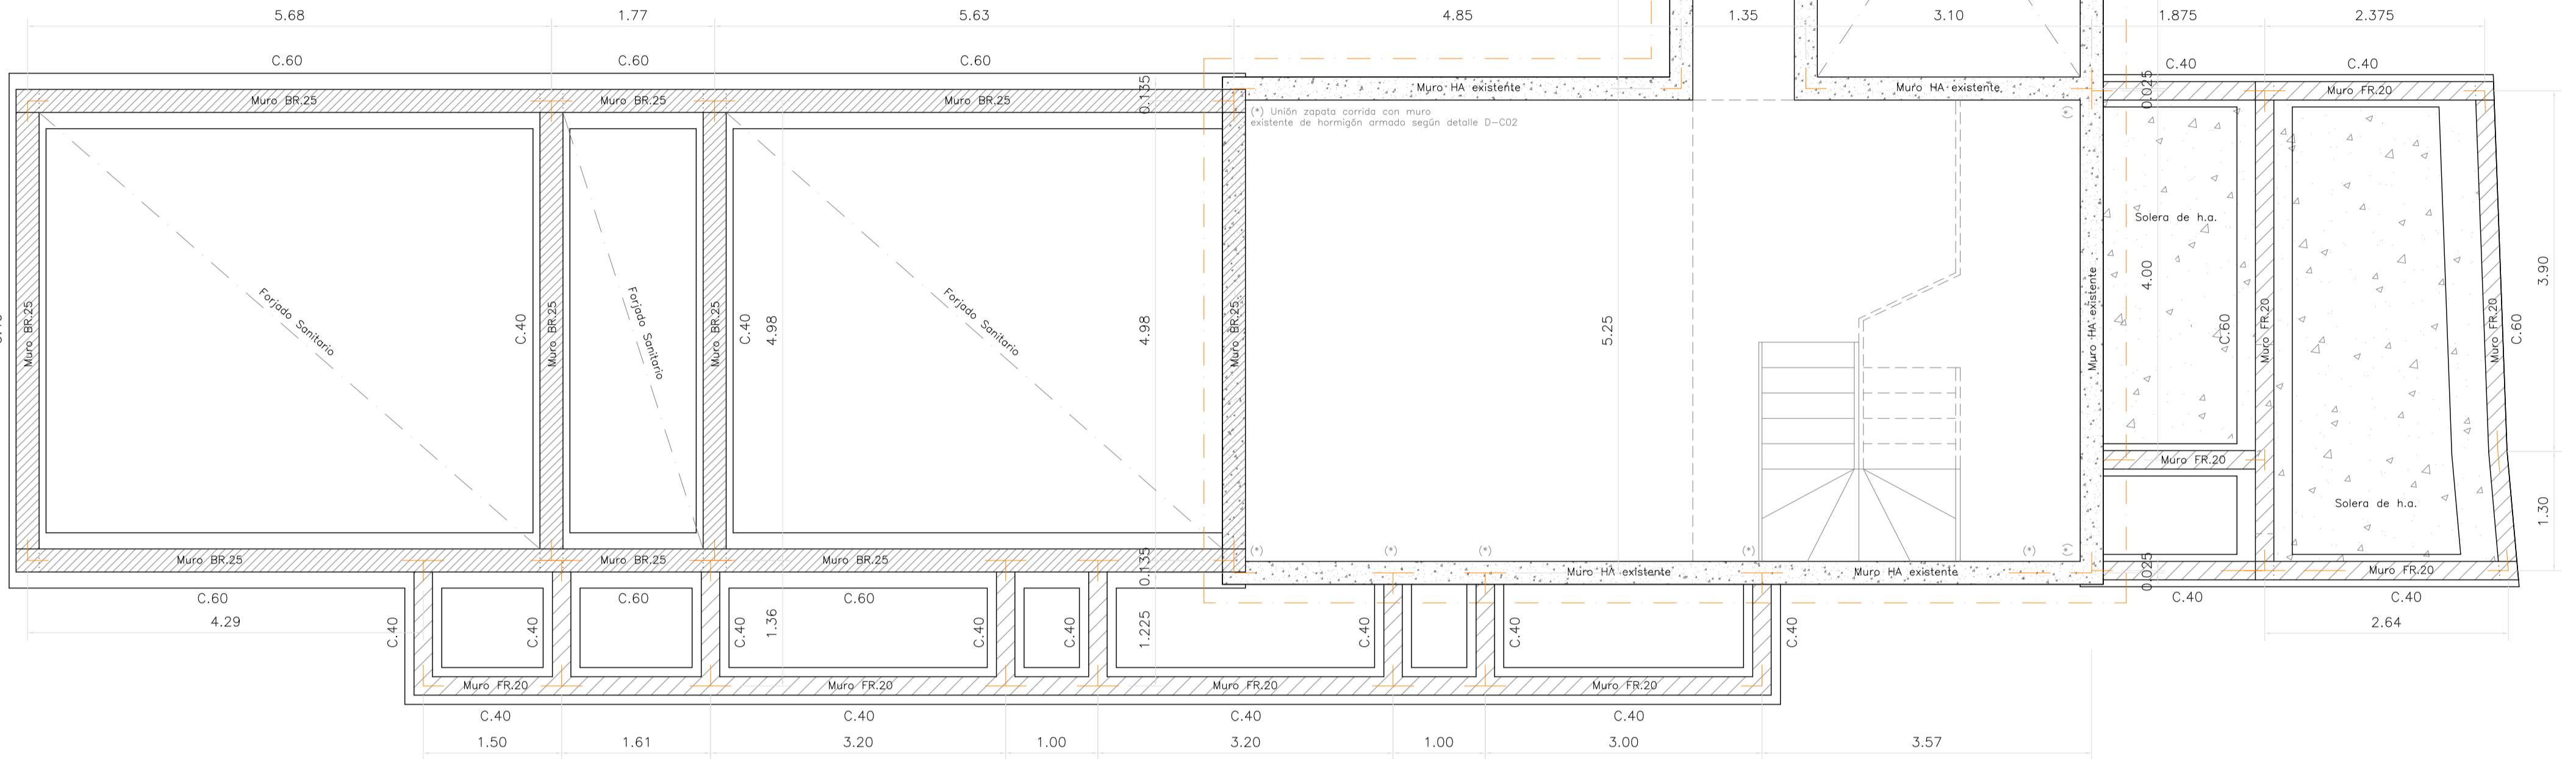 5.68 1.77 5.63 4.85 1.35 3.10 1.875 2.375
C.60 C.60 C.60 C.40 C.40
0.135 0.025
Muro BR.25 Muro BR.25 Muro BR.25 Muro HA existente Muro HA existente Muro FR.20
(*) Unión zapata corrida con muro
existente de hormigón armado según detalle D-C02
(*)
Solera de h.a.
3.90
4.00
Muro BR.25
Forjado Sanitario
C.40
Muro BR.25
Forjado Sanitario
Muro BR.25
C.40
4.98
Forjado Sanitario
4.98
Muro BR.25
5.25
Muro HA existente
C.60
Muro FR.20
Muro FR.20
C.60
Muro FR.20
Solera de h.a.
1.30
(*) (*) (*) (*) (*) (*)
Muro BR.25 Muro BR.25 Muro BR.25 0.135 Muro HA existente Muro HA existente 0.025 Muro FR.20
C.60 C.60 C.60 C.40 C.40
4.29 2.64
C.40 C.40 C.40 1.36 C.40 C.40 1.225 C.40 C.40 C.40
Muro FR.20 Muro FR.20 Muro FR.20 Muro FR.20
C.40 C.40 C.40 C.40
1.50 1.61 3.20 1.00 3.20 1.00 3.00 3.57